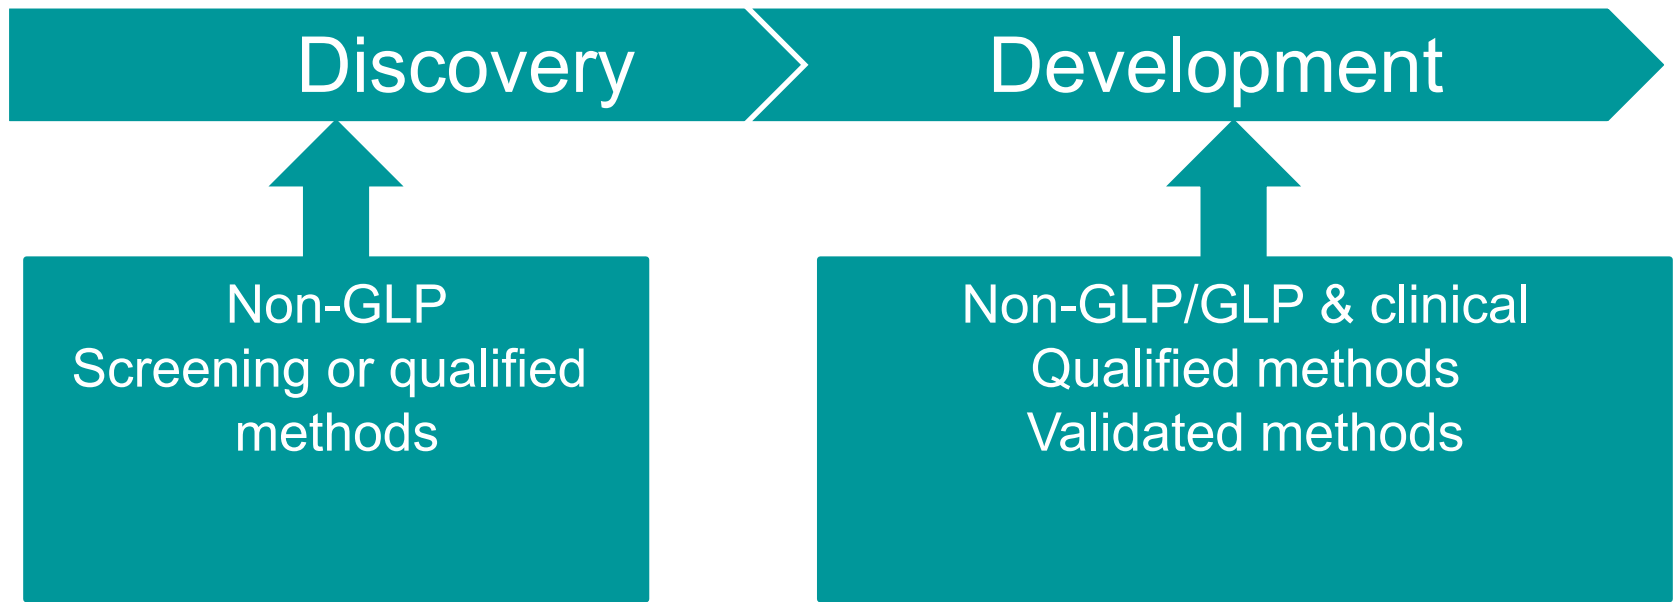 Discovery
Development
Non-GLP
Screening or qualified
methods
Non-GLP/GLP & clinical
Qualified methods
Validated methods